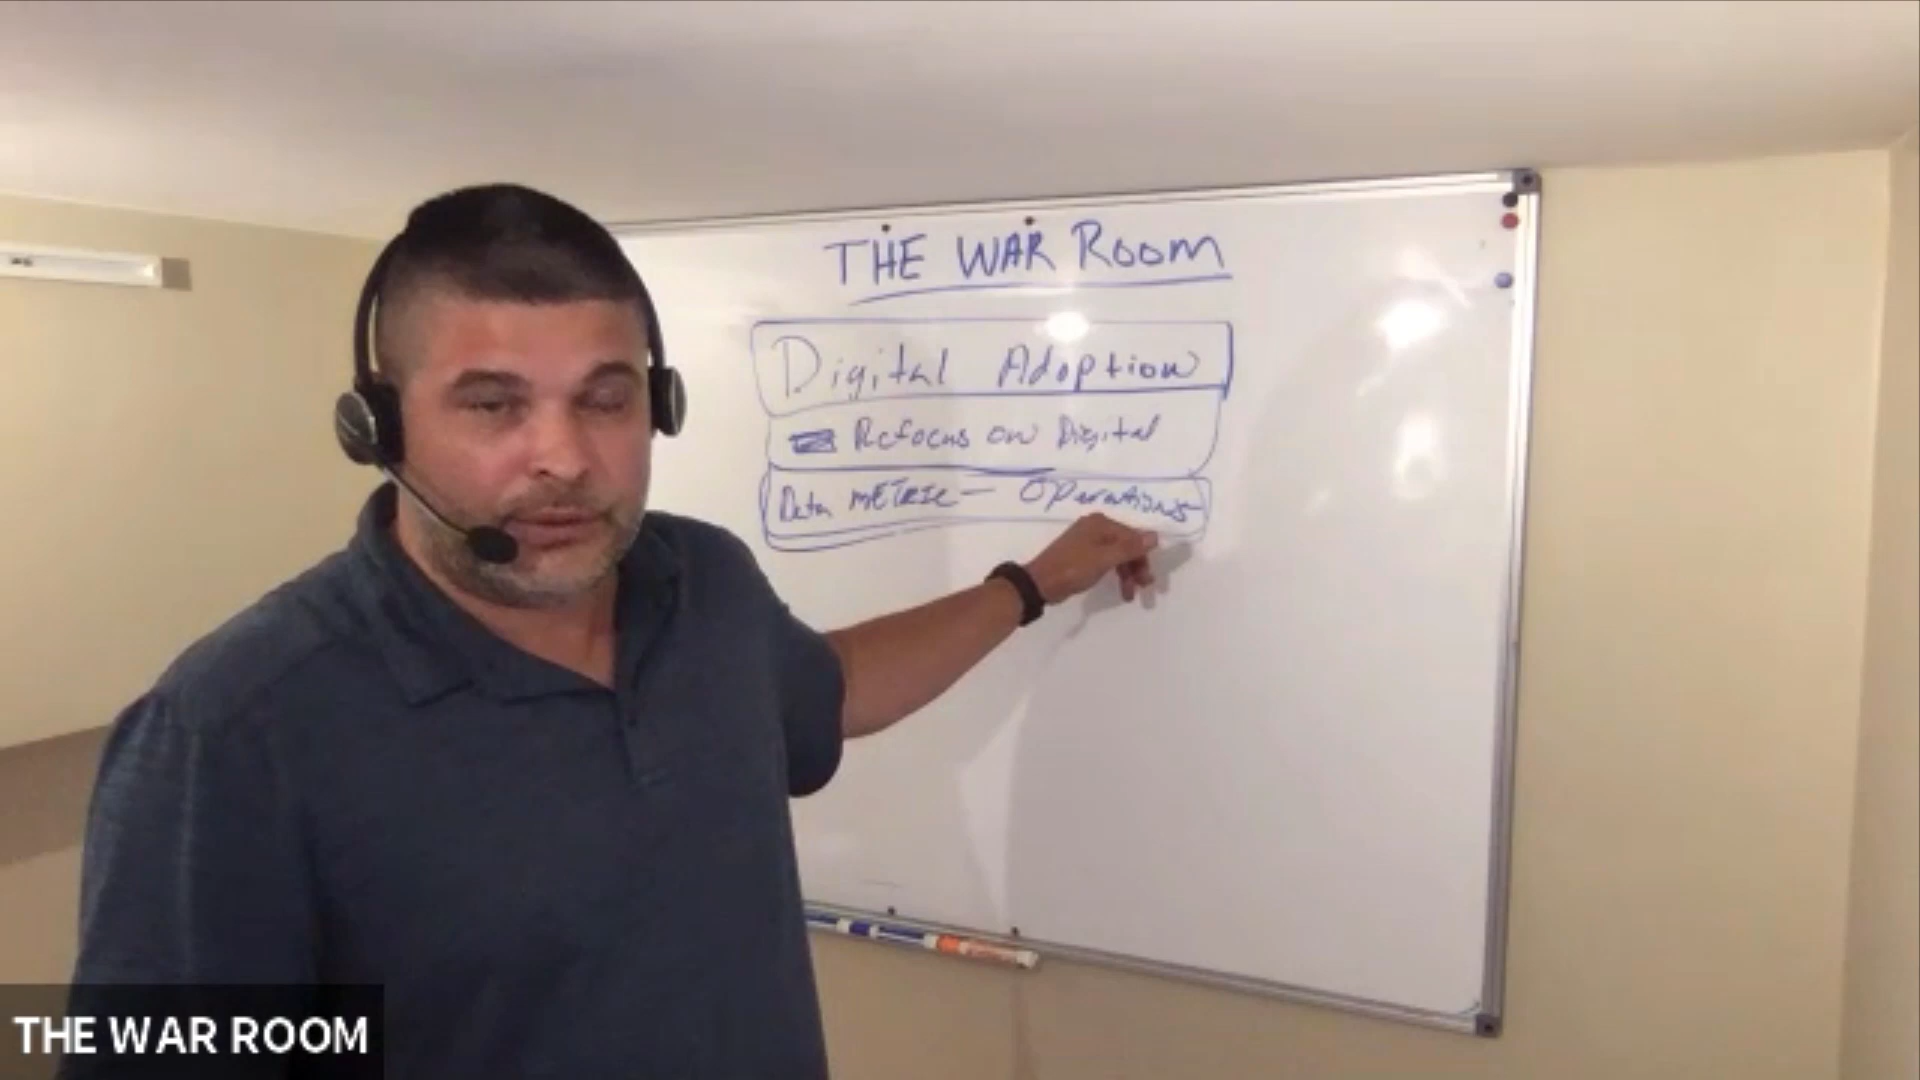 THE WAR ROOM
Digital Adoption
Refocus on Digital
Data METRIC - Operations
THE WAR ROOM